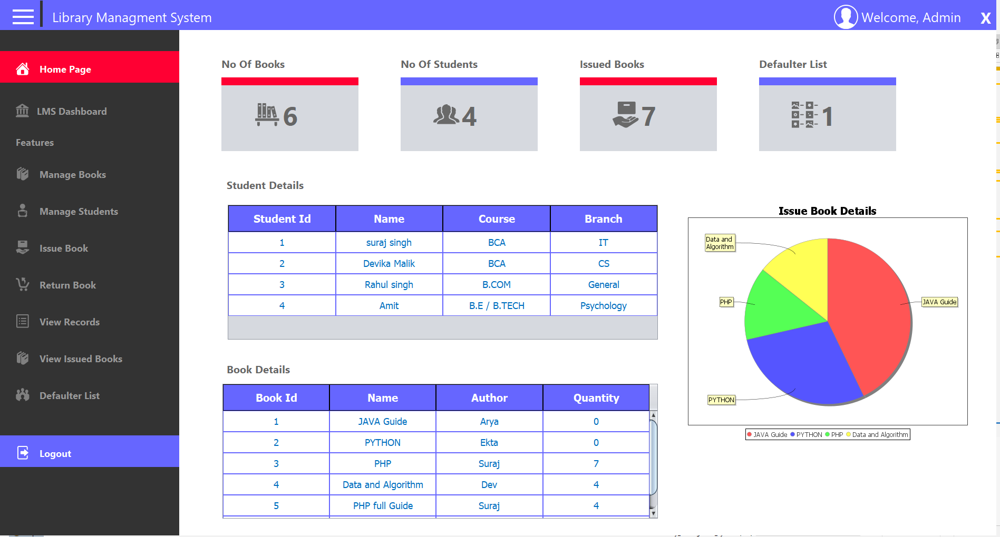 Library Managment System
Welcome, Admin
X
Home Page
LMS Dashboard
Features
Manage Books
Manage Students
Issue Book
Return Book
View Records
View Issued Books
Defaulter List
Logout
No Of Books
No Of Students
Issued Books
Defaulter List
6
4
7
1
Student Details
Student Id Name Course Branch
1 suraj singh BCA IT
2 Devika Malik BCA CS
3 Rahul singh B.COM General
4 Amit B.E / B.TECH Psychology
Book Details
Book Id Name Author Quantity
1 JAVA Guide Arya 0
2 PYTHON Ekta 0
3 PHP Suraj 7
4 Data and Algorithm Dev 4
5 PHP full Guide Suraj 4
Issue Book Details
Data and
Algorithm
PHP
JAVA Guide
PYTHON
JAVA Guide PYTHON PHP Data and Algorithm